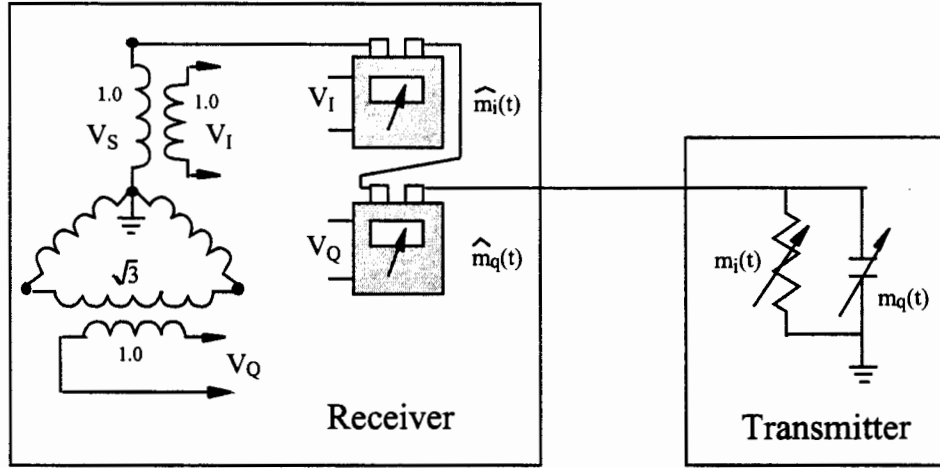 1.0
V_S
1.0
V_I
V_I
m̂_i(t)
√3
V_Q
m̂_q(t)
1.0
V_Q
Receiver
m_i(t)
m_q(t)
Transmitter